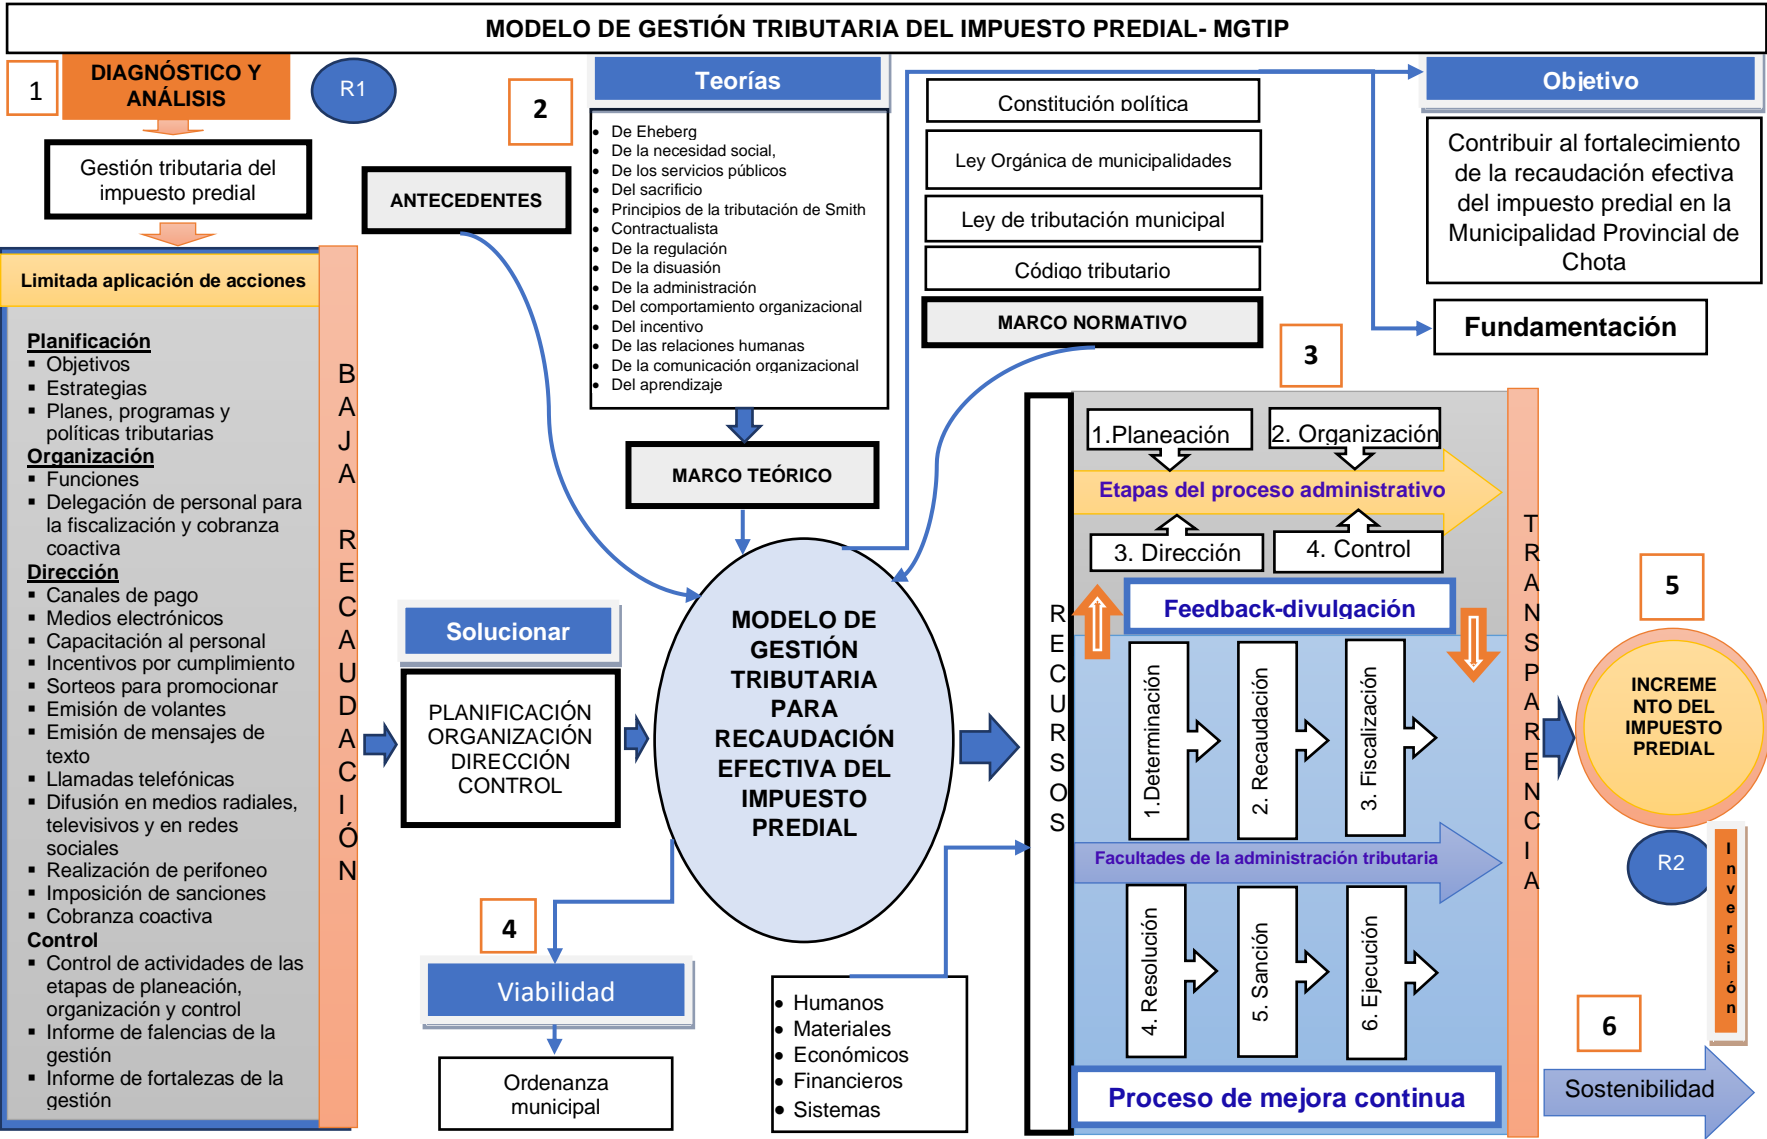 MODELO DE GESTIÓN TRIBUTARIA DEL IMPUESTO PREDIAL- MGTIP
1
DIAGNÓSTICO Y
ANÁLISIS
R1
Gestión tributaria del
impuesto predial
Limitada aplicación de acciones
Planificación
▪ Objetivos
▪ Estrategias
▪ Planes, programas y
políticas tributarias
Organización
▪ Funciones
▪ Delegación de personal para
la fiscalización y cobranza
coactiva
Dirección
▪ Canales de pago
▪ Medios electrónicos
▪ Capacitación al personal
▪ Incentivos por cumplimiento
▪ Sorteos para promocionar
▪ Emisión de volantes
▪ Emisión de mensajes de
texto
▪ Llamadas telefónicas
▪ Difusión en medios radiales,
televisivos y en redes
sociales
▪ Realización de perifoneo
▪ Imposición de sanciones
▪ Cobranza coactiva
Control
▪ Control de actividades de las
etapas de planeación,
organización y control
▪ Informe de falencias de la
gestión
▪ Informe de fortalezas de la
gestión
BAJA RECAUDACIÓN
ANTECEDENTES
2
Teorías
• De Eheberg
• De la necesidad social,
• De los servicios públicos
• Del sacrificio
• Principios de la tributación de Smith
• Contractualista
• De la regulación
• De la disuasión
• De la administración
• Del comportamiento organizacional
• Del incentivo
• De las relaciones humanas
• De la comunicación organizacional
• Del aprendizaje
MARCO TEÓRICO
Constitución política
Ley Orgánica de municipalidades
Ley de tributación municipal
Código tributario
MARCO NORMATIVO
Objetivo
Contribuir al fortalecimiento
de la recaudación efectiva
del impuesto predial en la
Municipalidad Provincial de
Chota
Fundamentación
Solucionar
PLANIFICACIÓN
ORGANIZACIÓN
DIRECCIÓN
CONTROL
MODELO DE
GESTIÓN
TRIBUTARIA
PARA
RECAUDACIÓN
EFECTIVA DEL
IMPUESTO
PREDIAL
4
Viabilidad
Ordenanza
municipal
• Humanos
• Materiales
• Económicos
• Financieros
• Sistemas
3
RECURSOS
1.Planeación
2. Organización
Etapas del proceso administrativo
3. Dirección
4. Control
Feedback-divulgación
1.Determinación
2. Recaudación
3. Fiscalización
Facultades de la administración tributaria
4. Resolución
5. Sanción
6. Ejecución
Proceso de mejora continua
TRANSPARENCIA
5
INCREME
NTO DEL
IMPUESTO
PREDIAL
R2
Inversión
6
Sostenibilidad